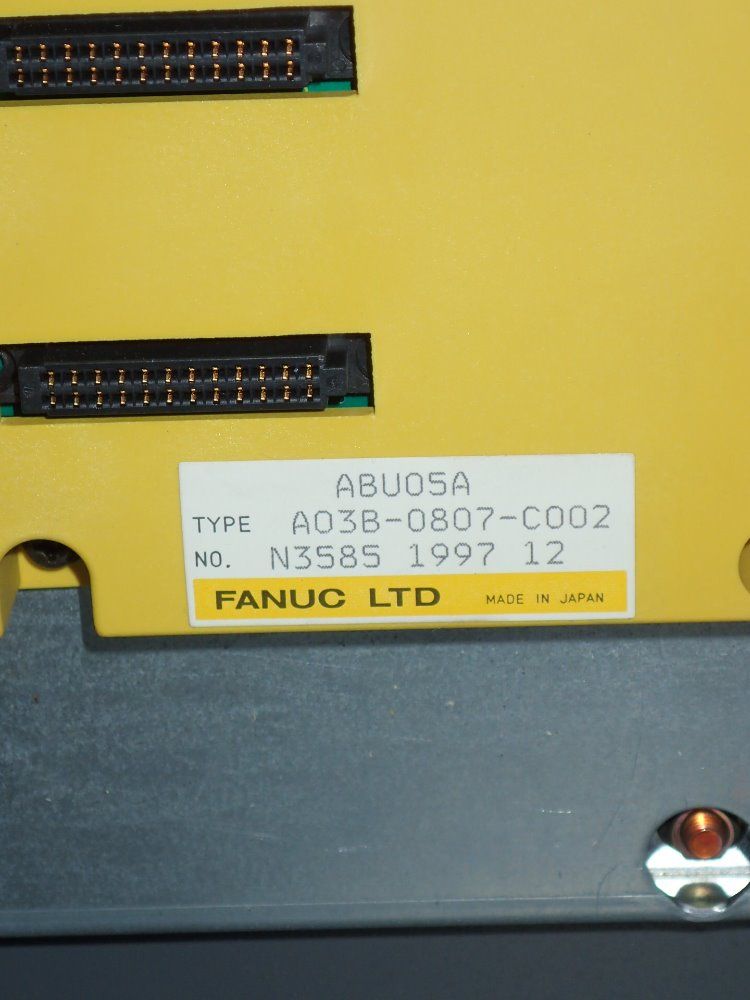 ABU05A
TYPE A03B-0807-C002
NO. N3585 1997 12
FANUC LTD MADE IN JAPAN